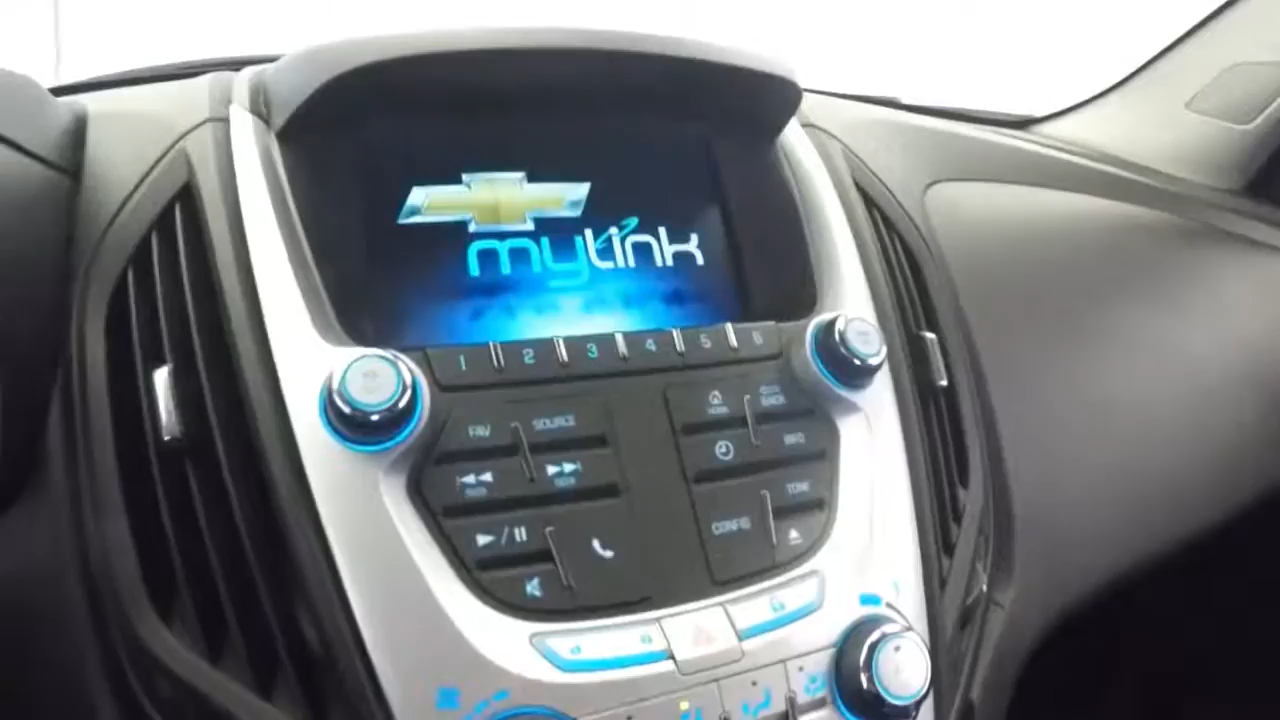 mylink
1 2 3 4 5 6
FAV SOURCE
HOME BACK
INFO
TONE
CONFIG